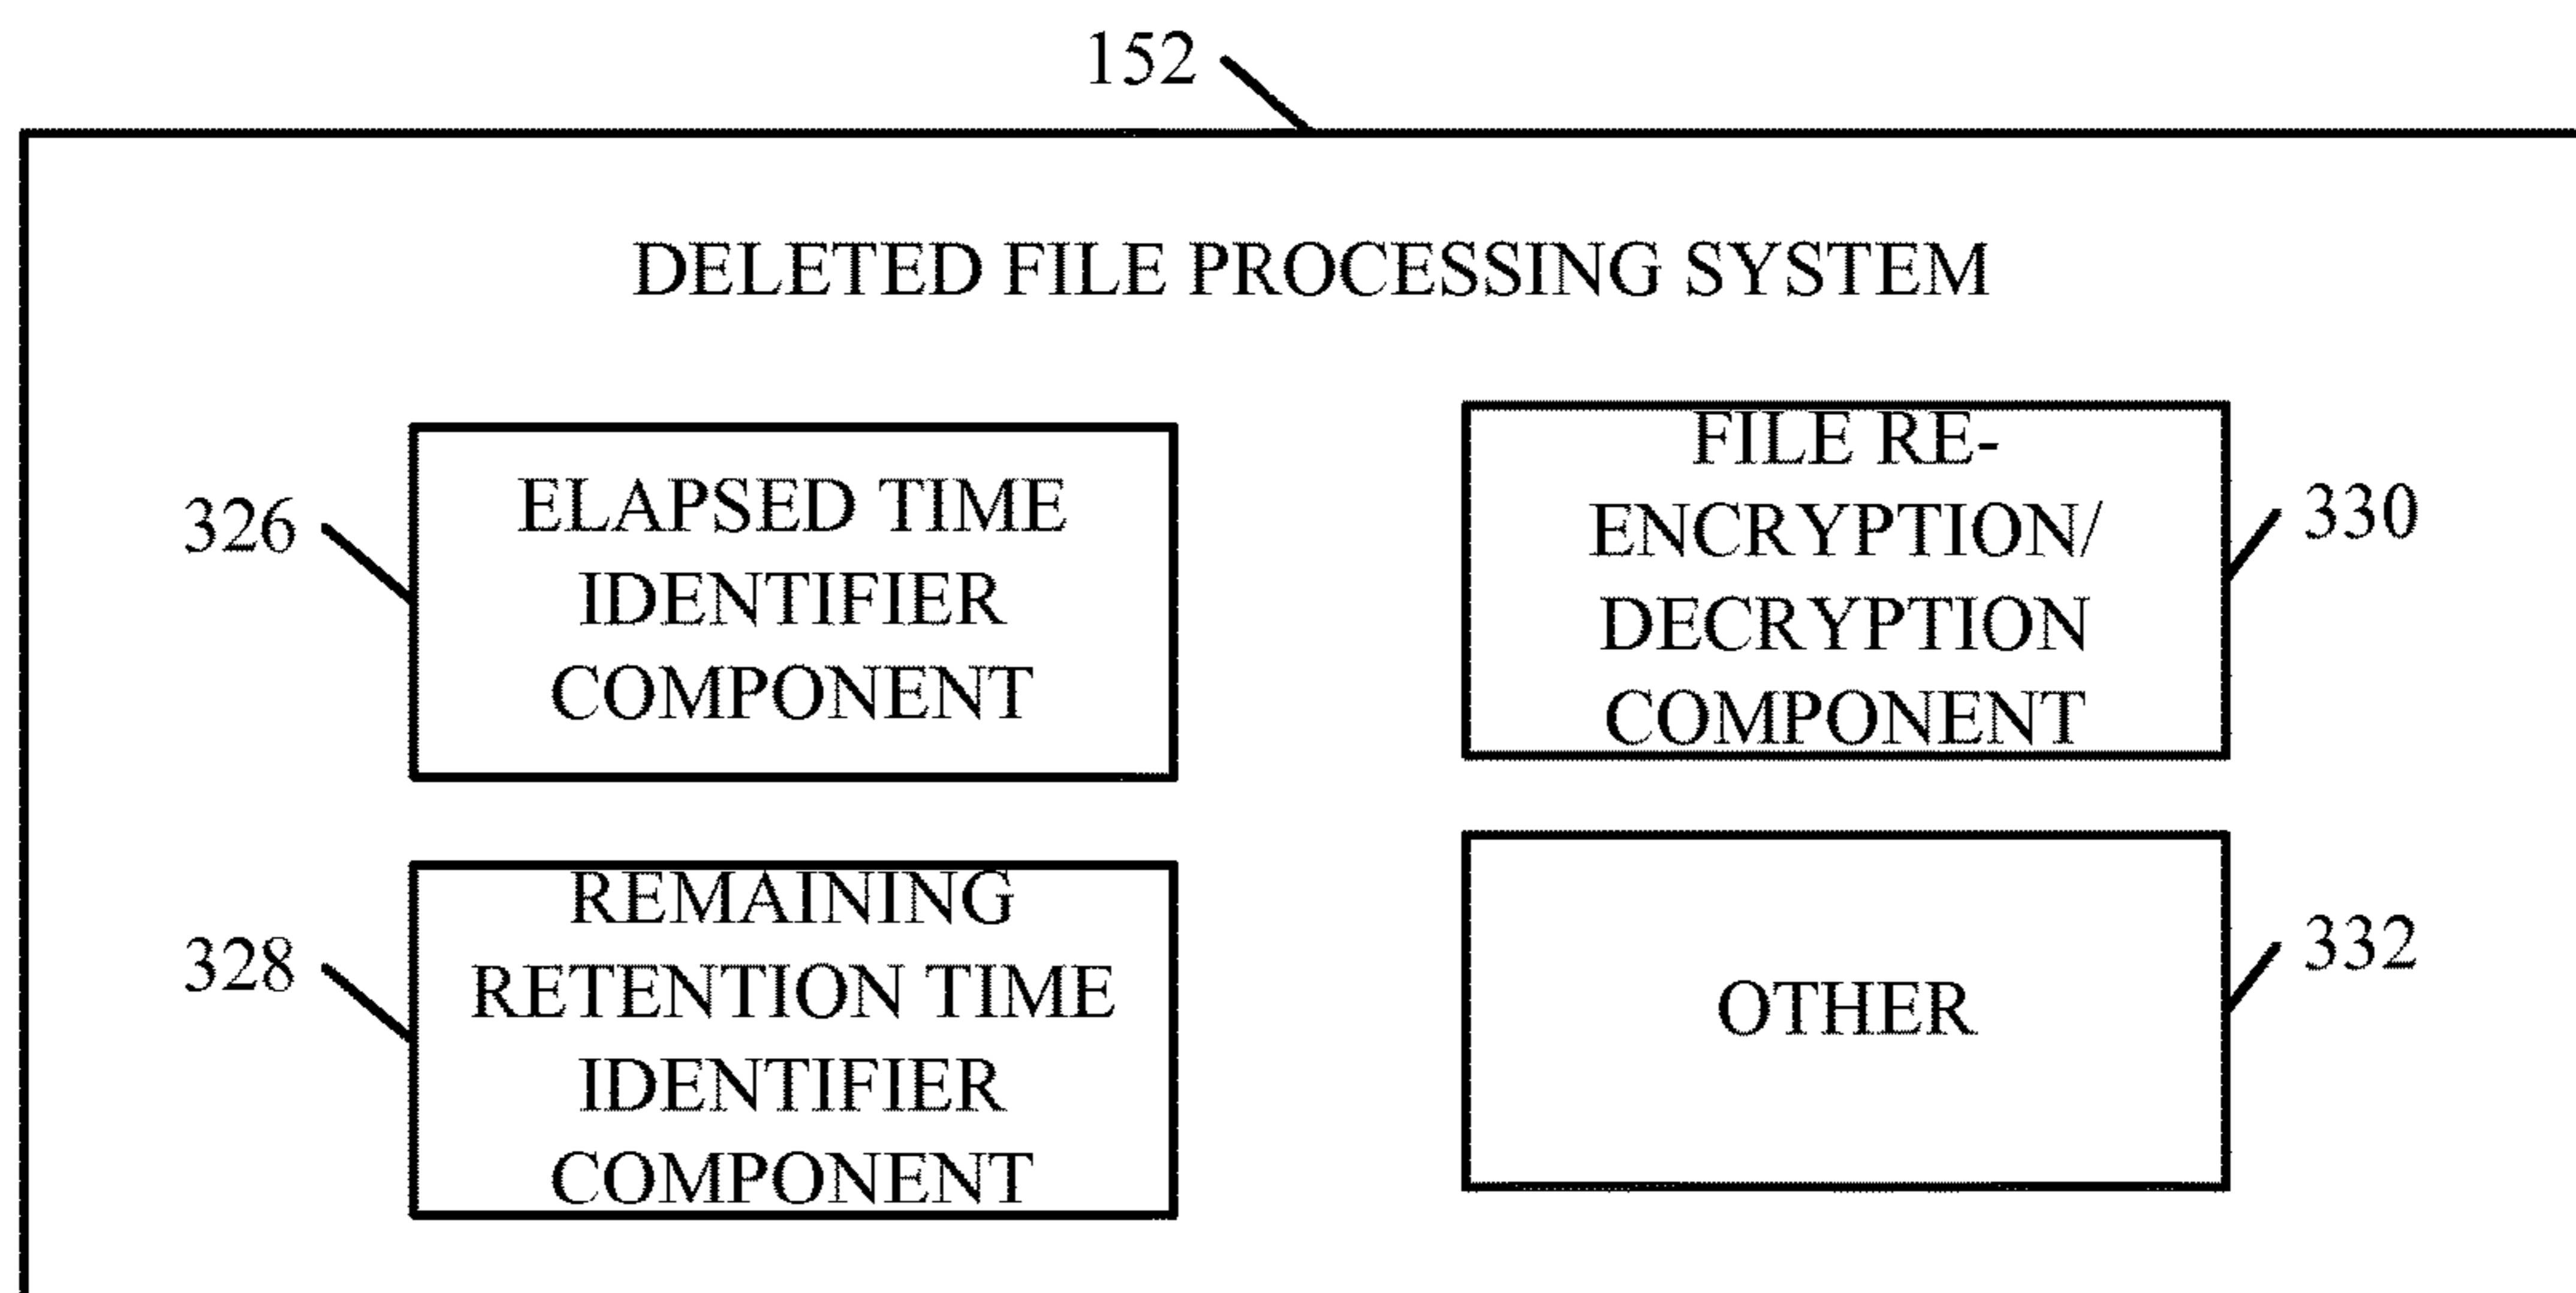 152
DELETED FILE PROCESSING SYSTEM
326
ELAPSED TIME
IDENTIFIER
COMPONENT
FILE RE-
ENCRYPTION/
DECRYPTION
COMPONENT
330
328
REMAINING
RETENTION TIME
IDENTIFIER
COMPONENT
OTHER
332